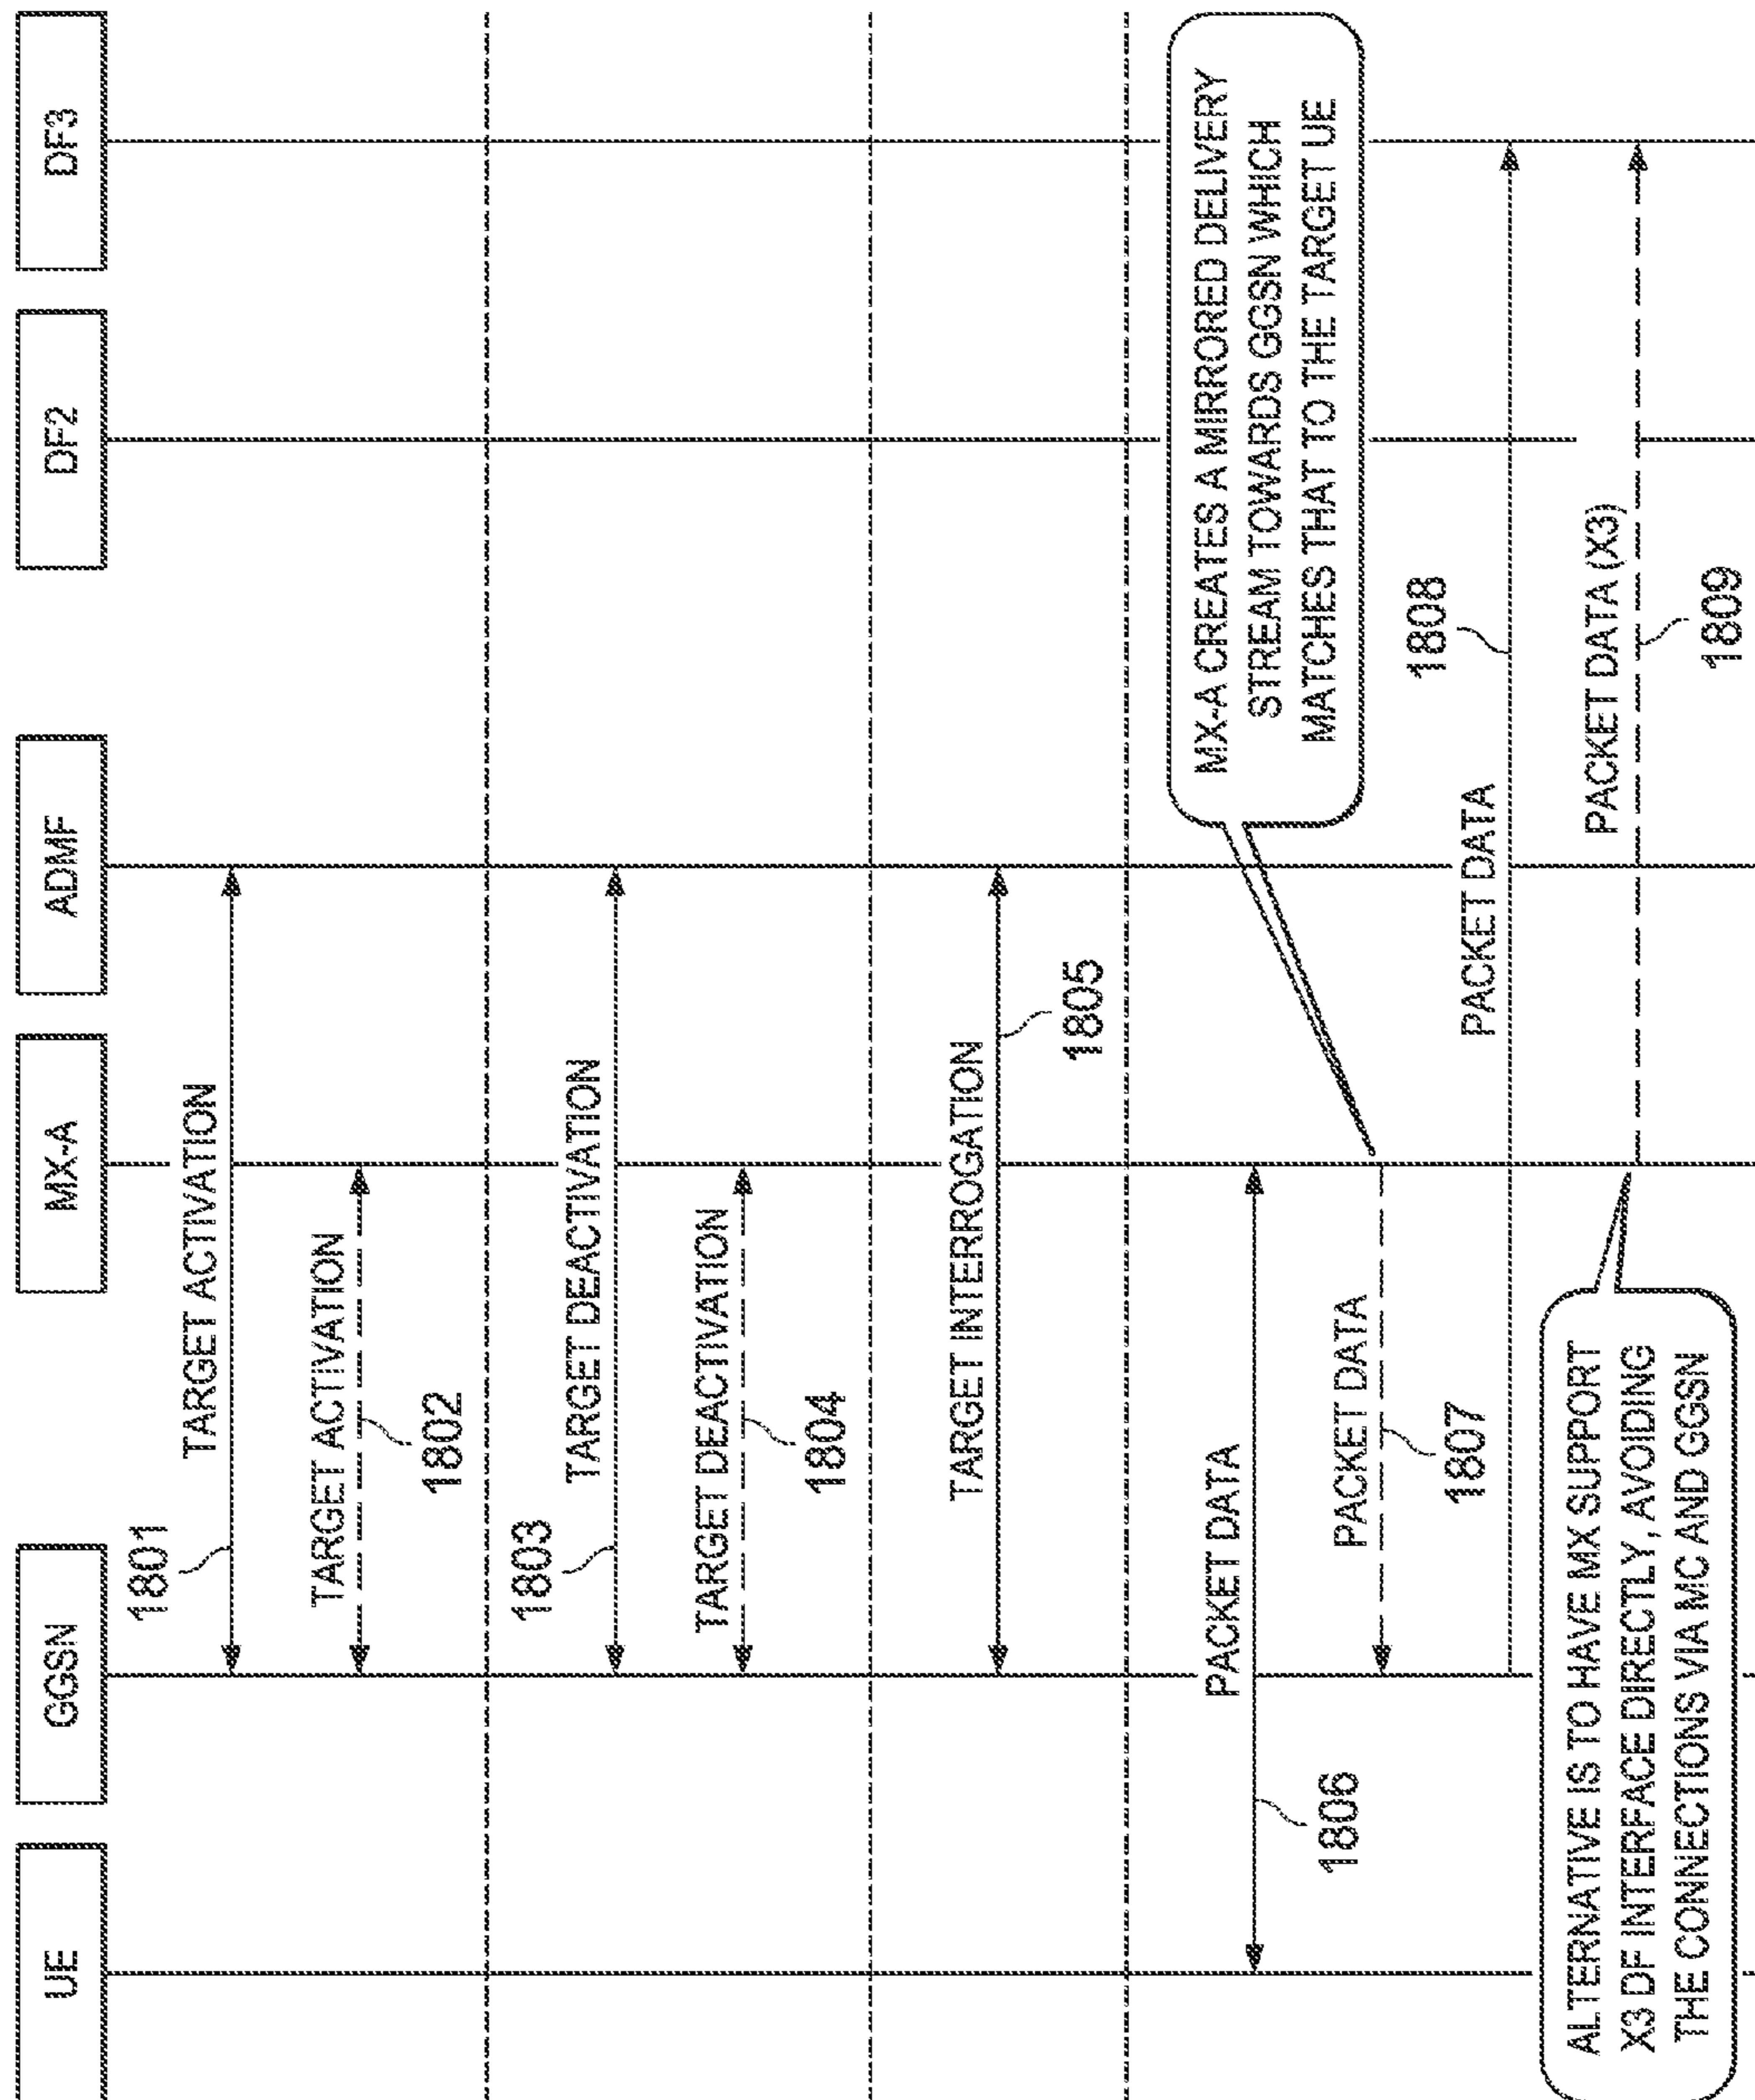 UE
GGSN
MX-A
ADMF
DF2
DF3
1801
TARGET ACTIVATION
TARGET ACTIVATION
1802
1803
TARGET DEACTIVATION
TARGET DEACTIVATION
1804
TARGET INTERROGATION
1805
MX-A CREATES A MIRRORED DELIVERY
STREAM TOWARDS GGSN WHICH
MATCHES THAT TO THE TARGET UE
PACKET DATA
1806
PACKET DATA
1807
PACKET DATA
1808
ALTERNATIVE IS TO HAVE MX SUPPORT
X3 DF INTERFACE DIRECTLY, AVOIDING
THE CONNECTIONS VIA MC AND GGSN
PACKET DATA (X3)
1809